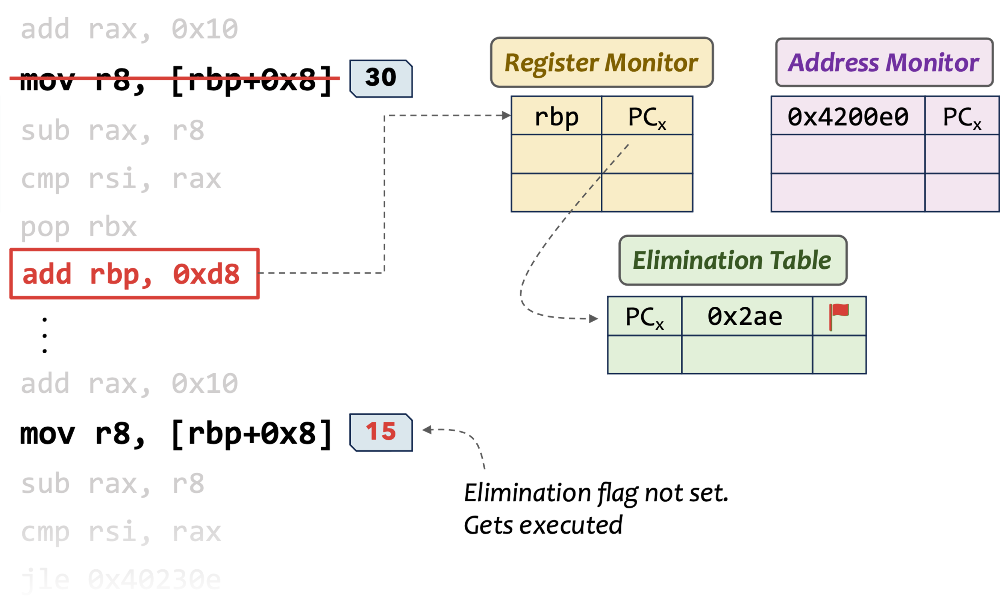 add rax, 0x10
mov r8, [rbp+0x8] 30
sub rax, r8
cmp rsi, rax
pop rbx
add rbp, 0xd8
add rax, 0x10
mov r8, [rbp+0x8] 15
sub rax, r8
cmp rsi, rax
jle 0x40230e
Register Monitor
rbp PCx
Address Monitor
0x4200e0 PCx
Elimination Table
PCx 0x2ae
Elimination flag not set.
Gets executed